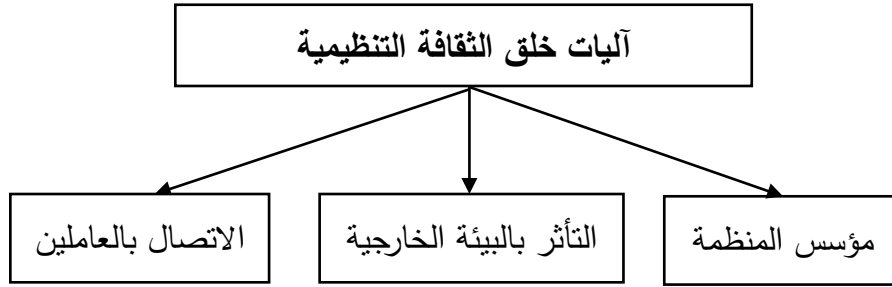 آليات خلق الثقافة التنظيمية
مؤسس المنظمة
التأثر بالبيئة الخارجية
الاتصال بالعاملين